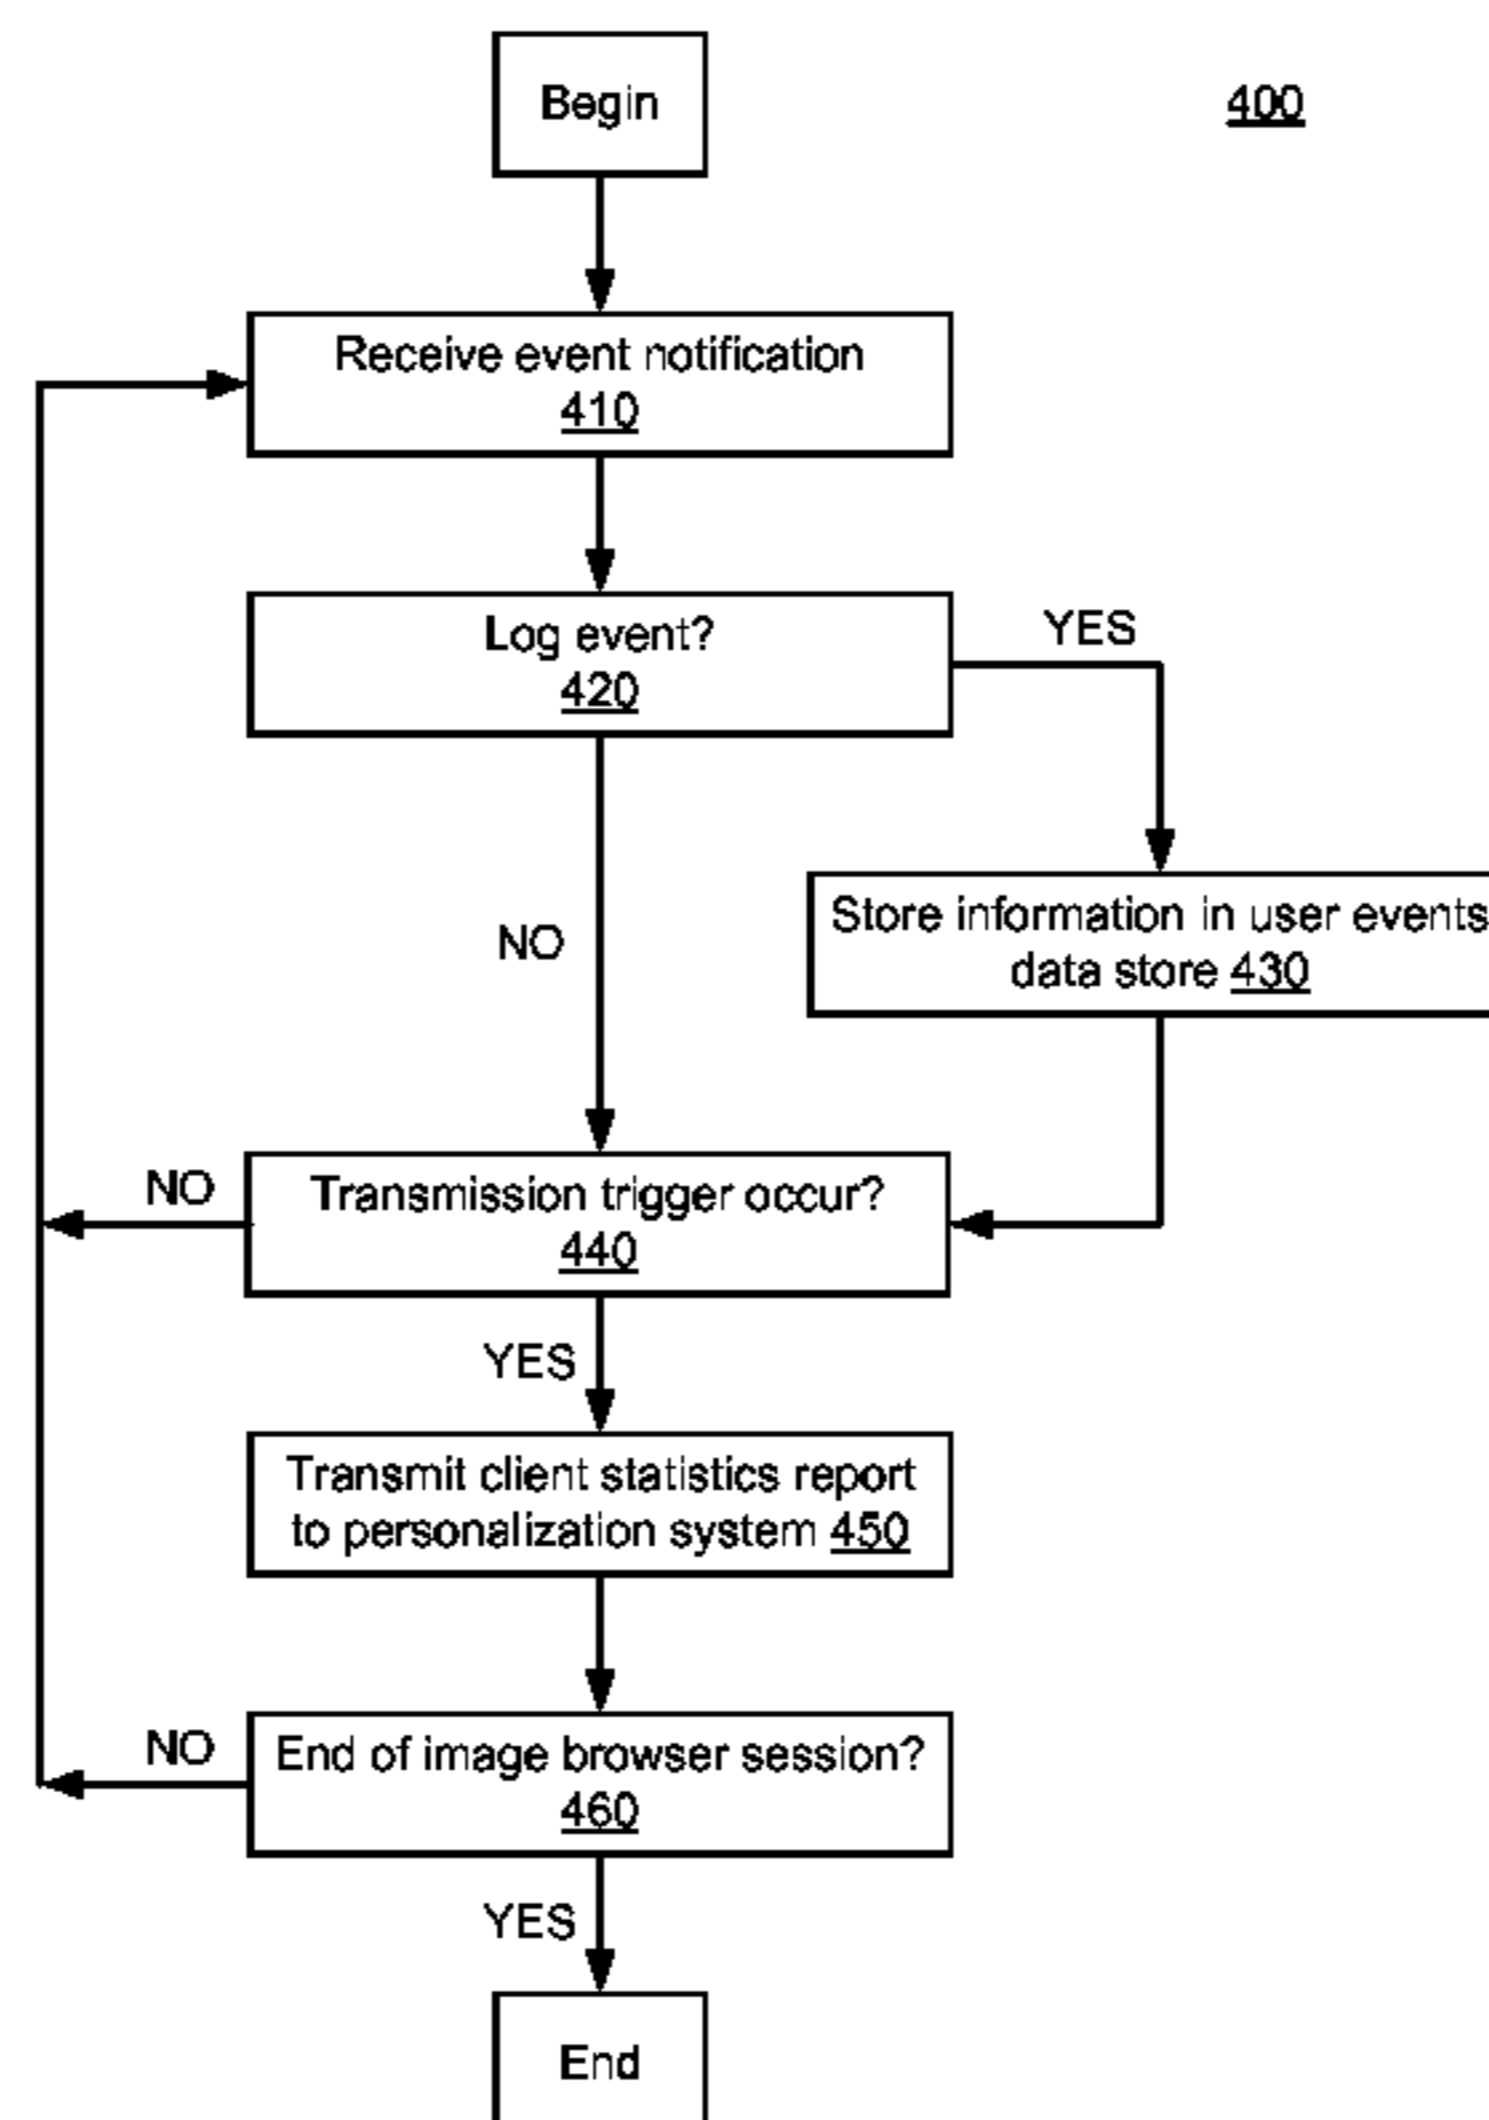 Begin
400
Receive event notification
410
Log event?
420
YES
NO
Store information in user events
data store 430
NO
Transmission trigger occur?
440
YES
Transmit client statistics report
to personalization system 450
NO
End of image browser session?
460
YES
End